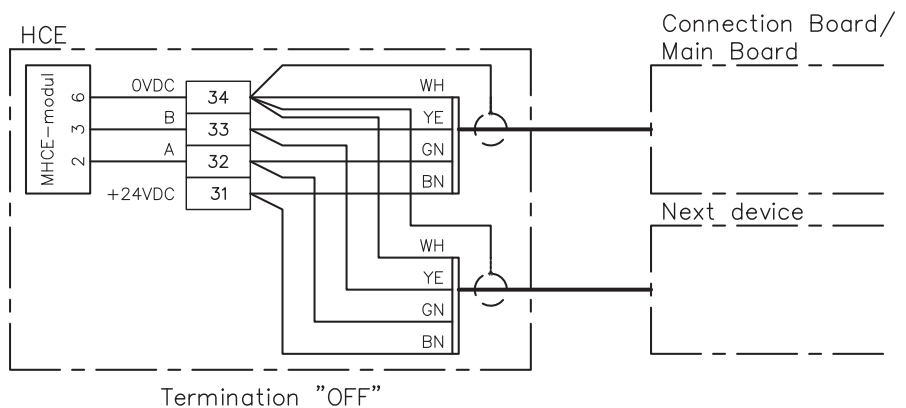 HCE
Connection Board/
Main Board
MHCE-modul
6
3
2
0VDC
B
A
+24VDC
34
33
32
31
WH
YE
GN
BN
Next device
WH
YE
GN
BN
Termination "OFF"